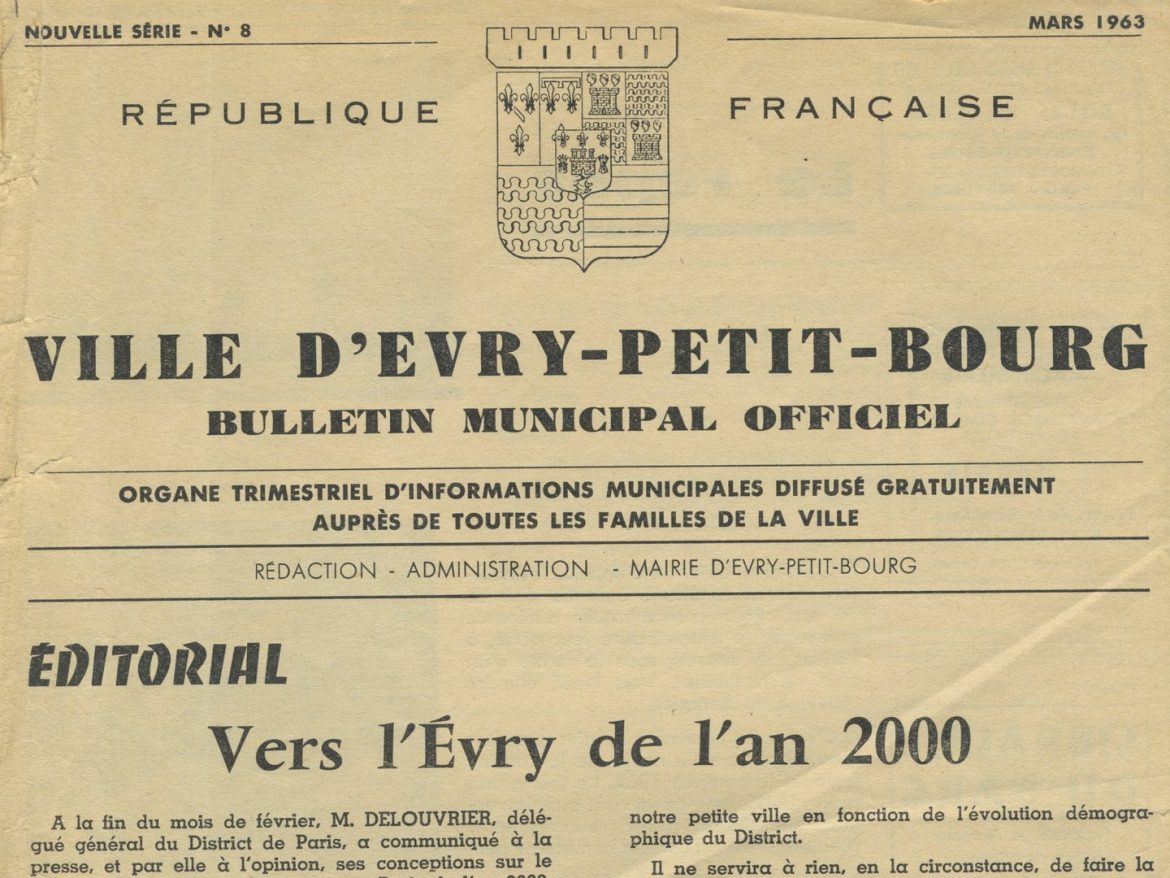 NOUVELLE SÉRIE - N° 8
MARS 1963
RÉPUBLIQUE FRANÇAISE
VILLE D'EVRY-PETIT-BOURG
BULLETIN MUNICIPAL OFFICIEL
ORGANE TRIMESTRIEL D'INFORMATIONS MUNICIPALES DIFFUSÉ GRATUITEMENT
AUPRÈS DE TOUTES LES FAMILLES DE LA VILLE
RÉDACTION - ADMINISTRATION - MAIRIE D'EVRY-PETIT-BOURG
ÉDITORIAL
Vers l'Évry de l'an 2000
A la fin du mois de février, M. DELOUVRIER, délé-
gué général du District de Paris, a communiqué à la
presse, et par elle à l'opinion, ses conceptions sur le
notre petite ville en fonction de l'évolution démogra-
phique du District.
Il ne servira à rien, en la circonstance, de faire la